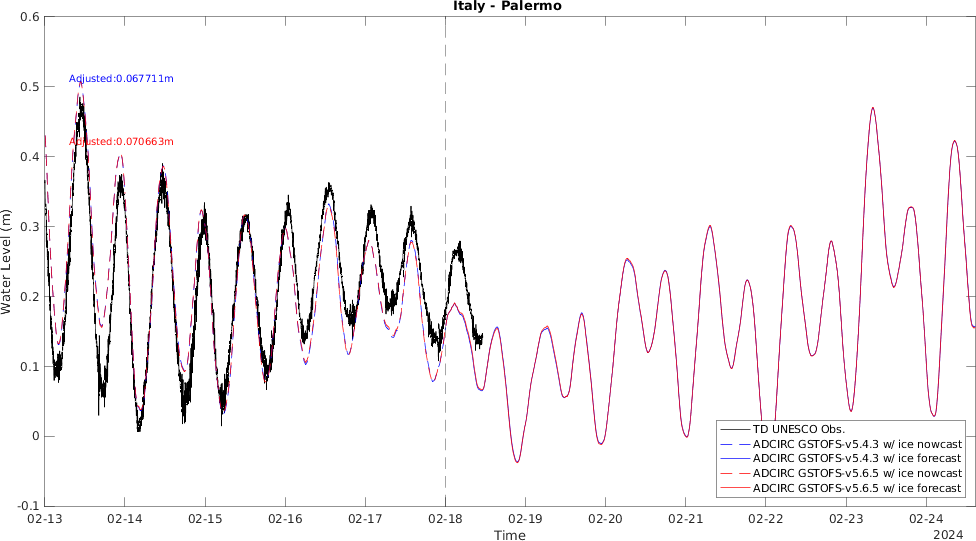 Italy - Palermo
0.6
0.5
0.4
0.3
0.2
0.1
0
-0.1
Water Level (m)
Adjusted:0.067711m
Adjusted:0.070663m
TD UNESCO Obs.
ADCIRC GSTOFS-v5.4.3 w/ ice nowcast
ADCIRC GSTOFS-v5.4.3 w/ ice forecast
ADCIRC GSTOFS-v5.6.5 w/ ice nowcast
ADCIRC GSTOFS-v5.6.5 w/ ice forecast
02-13 02-14 02-15 02-16 02-17 02-18 02-19 02-20 02-21 02-22 02-23 02-24
Time
2024